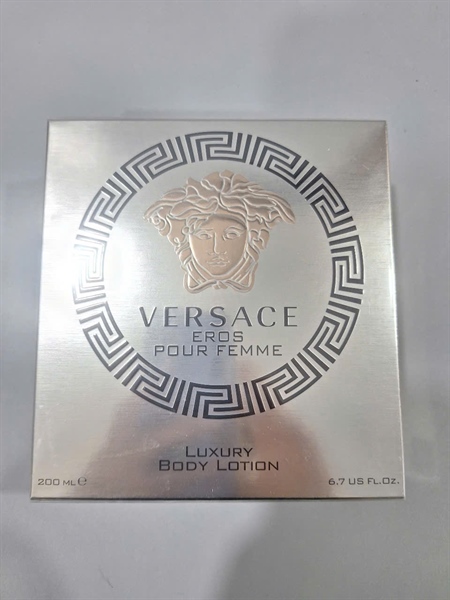 VERSACE
EROS
POUR FEMME
LUXURY
BODY LOTION
200 ML ℮
6.7 US FL.OZ.